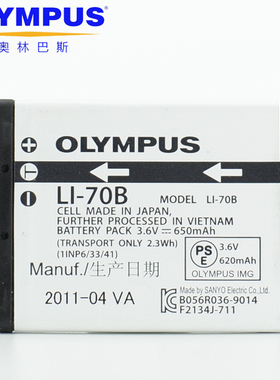 OLYMPUS
奥林巴斯
OLYMPUS
LI-70B MODEL LI-70B
CELL MADE IN JAPAN,
FURTHER PROCESSED IN VIETNAM
BATTERY PACK 3.6V 650mAh
(TRANSPORT ONLY 2.3Wh)
(1INP6/33/41)
PS E 3.6V 620mAh
OLYMPUS IMG
Manuf./生产日期
Made by SANYO Electric Co.,
2011-04 VA B056R036-9014
F2134J-711